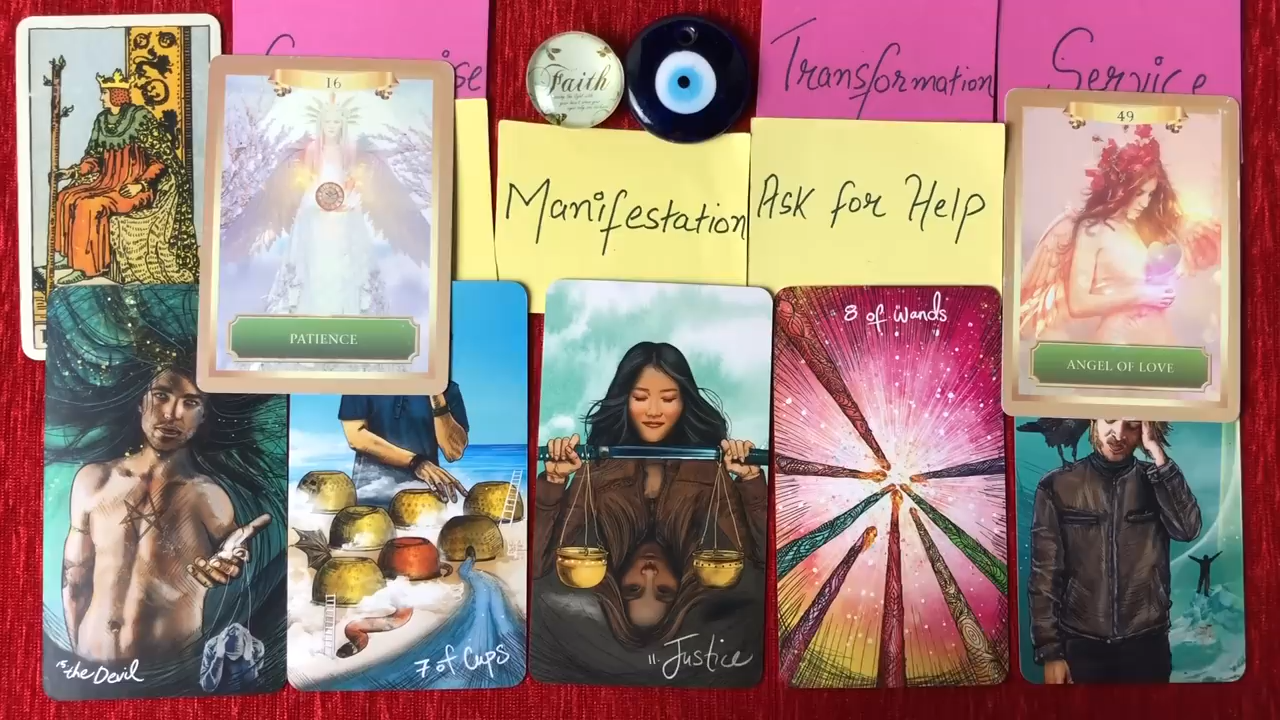 Transformation
Service
Faith
16
49
Manifestation
Ask for Help
PATIENCE
ANGEL OF LOVE
8 of Wands
15 the Devil
7 of Cups
11. Justice